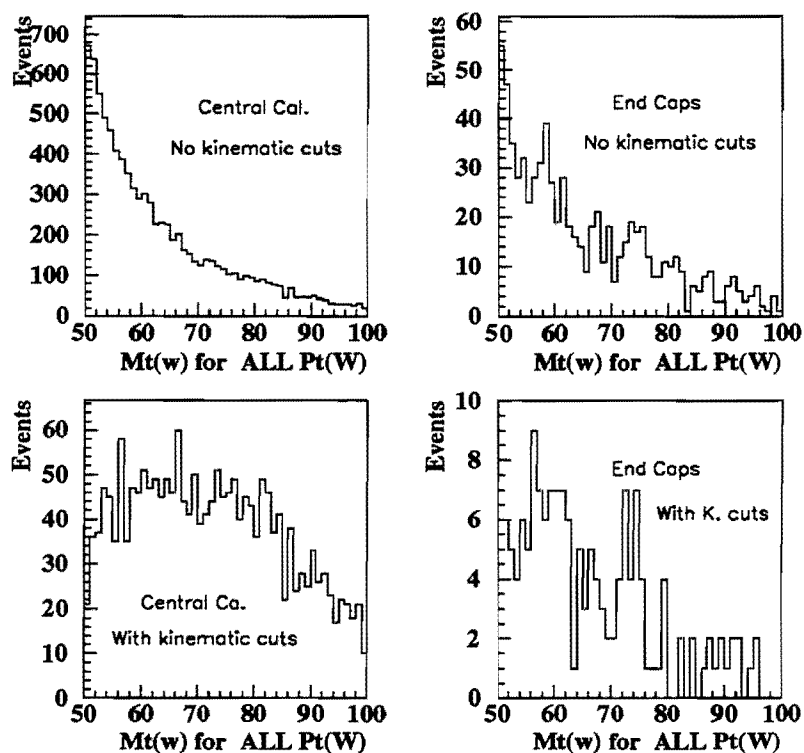 Events
700
600
500
400
300
200
100
0
Central Cal.
No kinematic cuts
50 60 70 80 90 100
Mt(w) for ALL Pt(W)
Events
60
50
40
30
20
10
0
End Caps
No kinematic cuts
50 60 70 80 90 100
Mt(w) for ALL Pt(W)
Events
60
50
40
30
20
10
0
Central Ca.
With kinematic cuts
50 60 70 80 90 100
Mt(w) for ALL Pt(W)
Events
10
8
6
4
2
0
End Caps
With K. cuts
50 60 70 80 90 100
Mt(w) for ALL Pt(W)